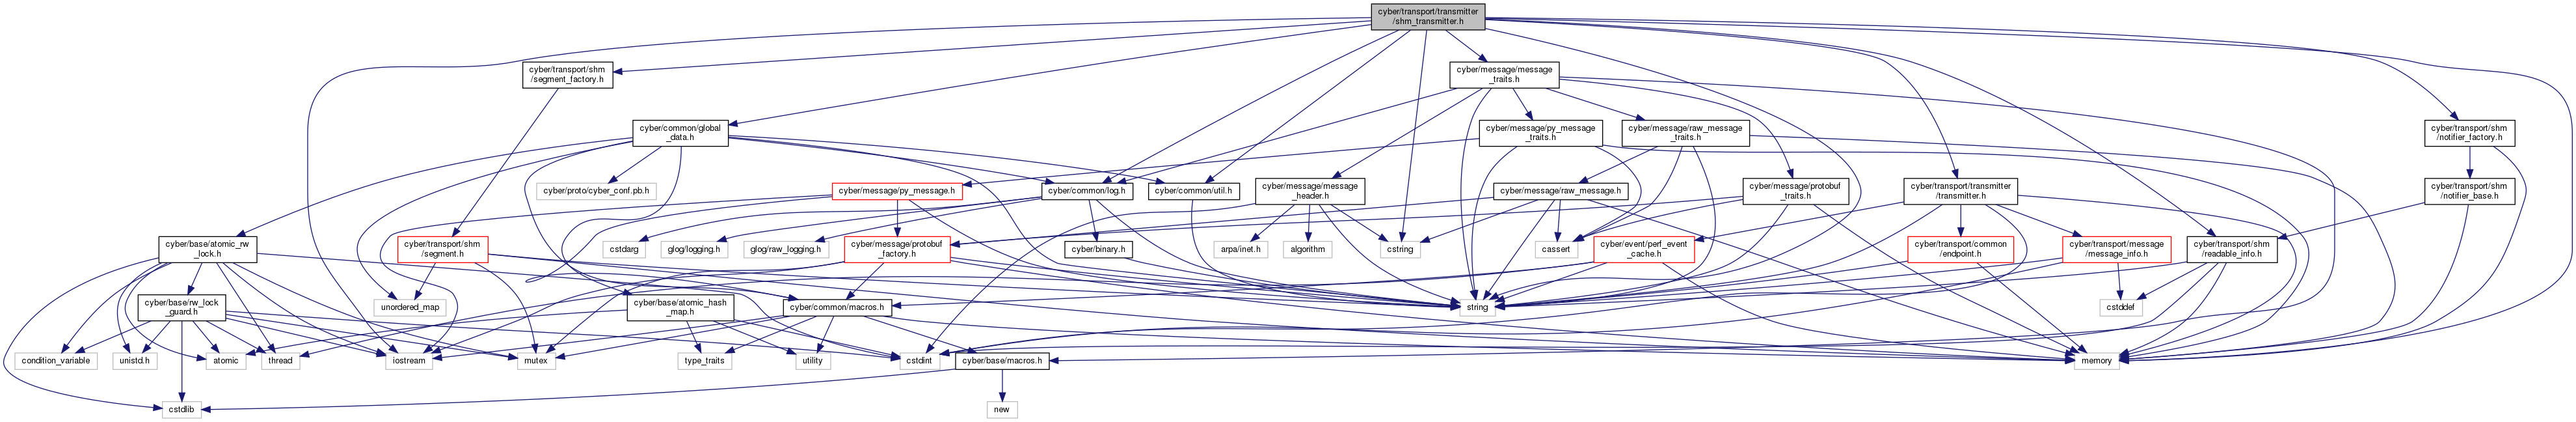 cyber/transport/transmitter
/shm_transmitter.h
cyber/transport/shm
/segment_factory.h
cyber/message/message
_traits.h
cyber/common/global
_data.h
cyber/message/py_message
_traits.h
cyber/message/raw_message
_traits.h
cyber/transport/shm
/notifier_factory.h
cyber/proto/cyber_conf.pb.h
cyber/message/py_message.h
cyber/common/log.h
cyber/common/util.h
cyber/message/message
_header.h
cyber/message/raw_message.h
cyber/message/protobuf
_traits.h
cyber/transport/transmitter
/transmitter.h
cyber/transport/shm
/notifier_base.h
cyber/base/atomic_rw
_lock.h
cyber/transport/shm
/segment.h
cstdarg
glog/logging.h
glog/raw_logging.h
cyber/message/protobuf
_factory.h
cyber/binary.h
arpa/inet.h
algorithm
cstring
cassert
cyber/event/perf_event
_cache.h
cyber/transport/common
/endpoint.h
cyber/transport/message
/message_info.h
cyber/transport/shm
/readable_info.h
cyber/base/rw_lock
_guard.h
unordered_map
cyber/base/atomic_hash
_map.h
cyber/common/macros.h
string
cstddef
condition_variable
unistd.h
atomic
thread
iostream
mutex
type_traits
utility
cstdint
cyber/base/macros.h
memory
cstdlib
new